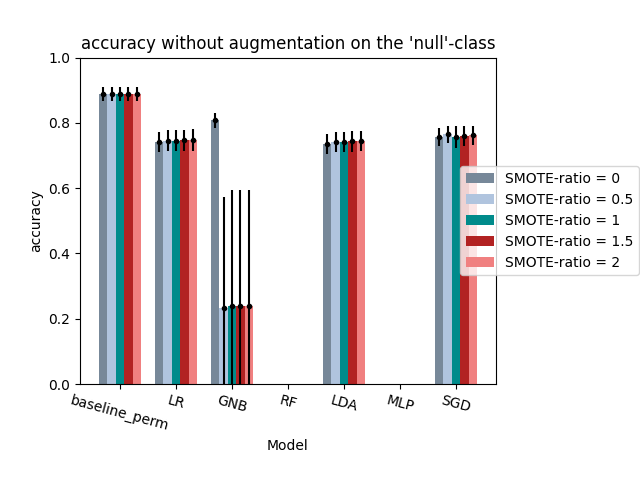 accuracy without augmentation on the 'null'-class
1.0
0.8
0.6
0.4
0.2
0.0
accuracy
SMOTE-ratio = 0
SMOTE-ratio = 0.5
SMOTE-ratio = 1
SMOTE-ratio = 1.5
SMOTE-ratio = 2
baseline_perm LR GNB RF LDA MLP SGD
Model